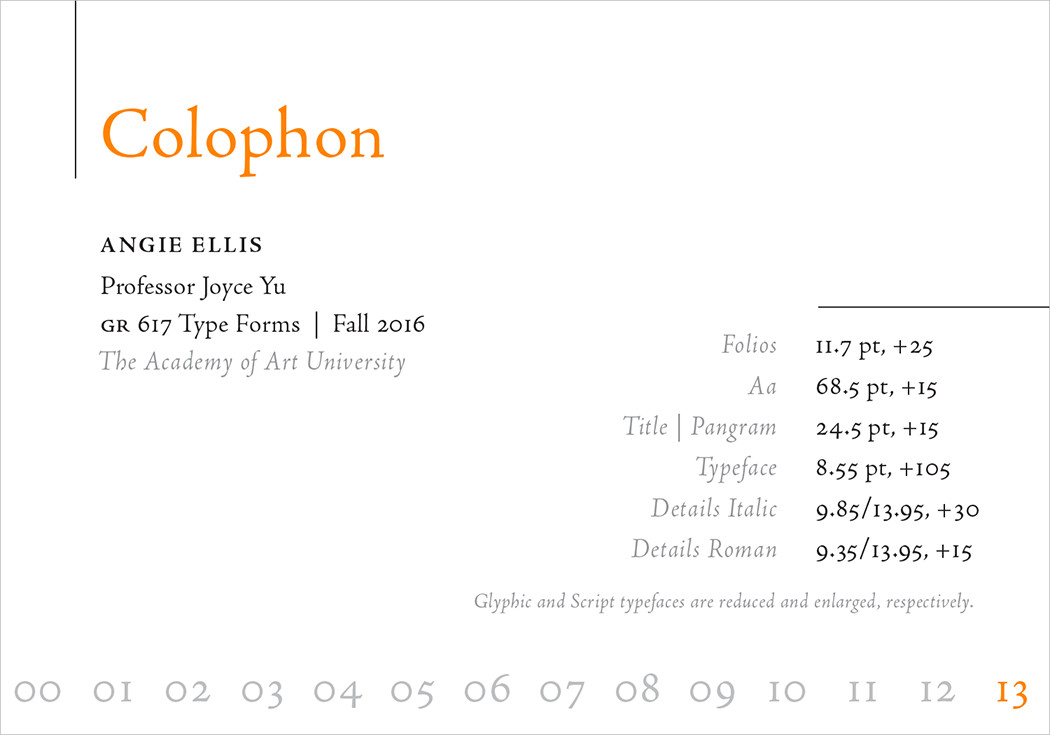 Colophon
ANGIE ELLIS
Professor Joyce Yu
GR 617 Type Forms | Fall 2016
The Academy of Art University
Folios 11.7 pt, +25
Aa 68.5 pt, +15
Title | Pangram 24.5 pt, +15
Typeface 8.55 pt, +105
Details Italic 9.85/13.95, +30
Details Roman 9.35/13.95, +15
Glyphic and Script typefaces are reduced and enlarged, respectively.
00 01 02 03 04 05 06 07 08 09 10 11 12 13